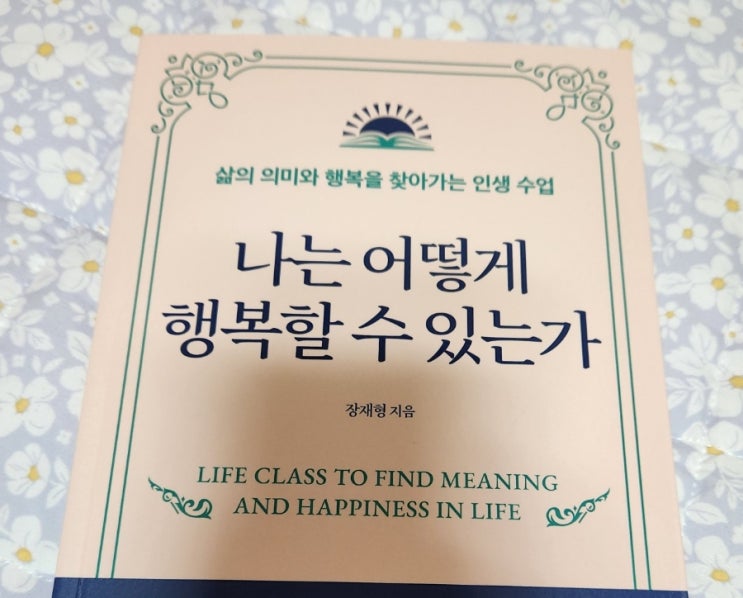 삶의 의미와 행복을 찾아가는 인생 수업
나는 어떻게
행복할 수 있는가
장재형 지음
LIFE CLASS TO FIND MEANING
AND HAPPINESS IN LIFE